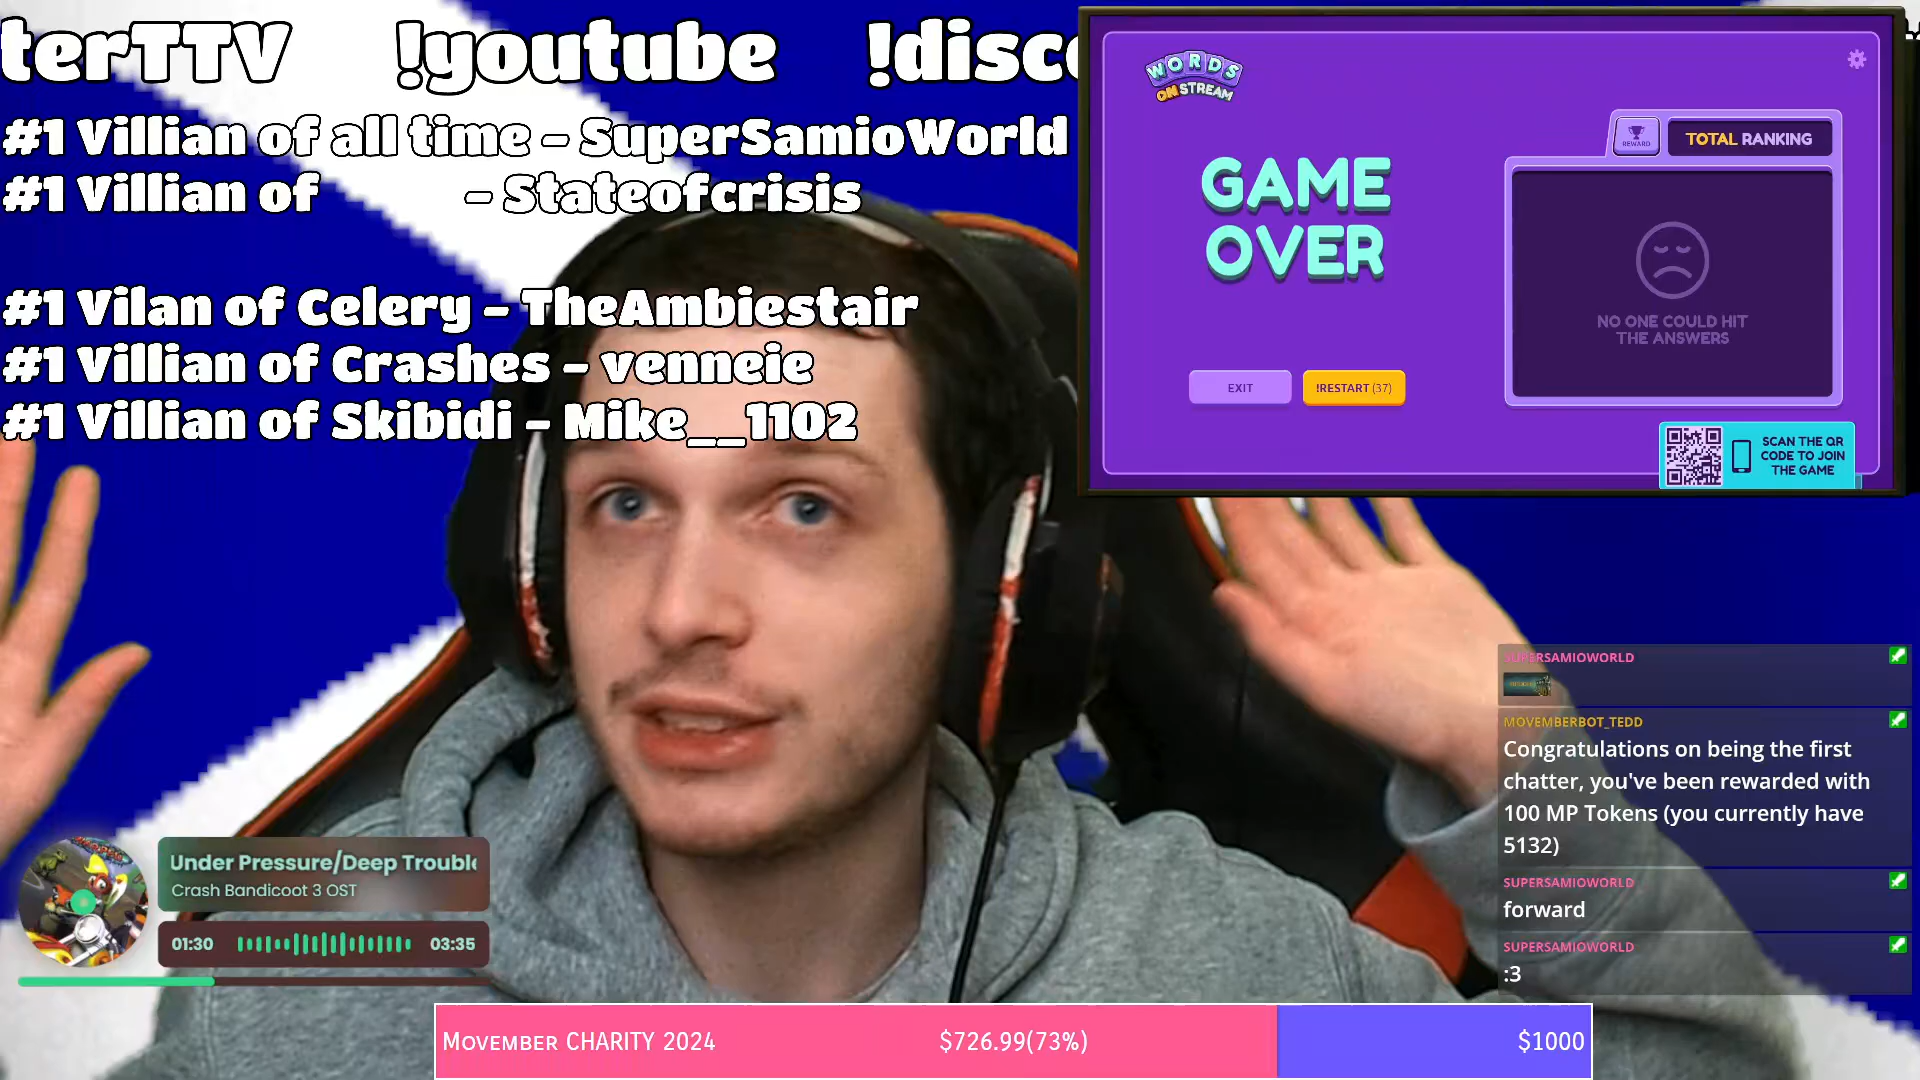 terTTV !youtube !disco
#1 Villian of all time - SuperSamioWorld
#1 Villian of - Stateofcrisis
#1 Vilan of Celery - TheAmbiestair
#1 Villian of Crashes - venneie
#1 Villian of Skibidi - Mike__1102
WORDS
ON STREAM
REWARD
TOTAL RANKING
GAME
OVER
NO ONE COULD HIT
THE ANSWERS
EXIT
!RESTART (37)
SCAN THE QR
CODE TO JOIN
THE GAME
SUPERSAMIOWORLD
MOVEMBERBOT_TEDD
Congratulations on being the first
chatter, you've been rewarded with
100 MP Tokens (you currently have
5132)
SUPERSAMIOWORLD
forward
SUPERSAMIOWORLD
:3
Under Pressure/Deep Trouble
Crash Bandicoot 3 OST
01:30 03:35
MOVEMBER CHARITY 2024 $726.99(73%) $1000